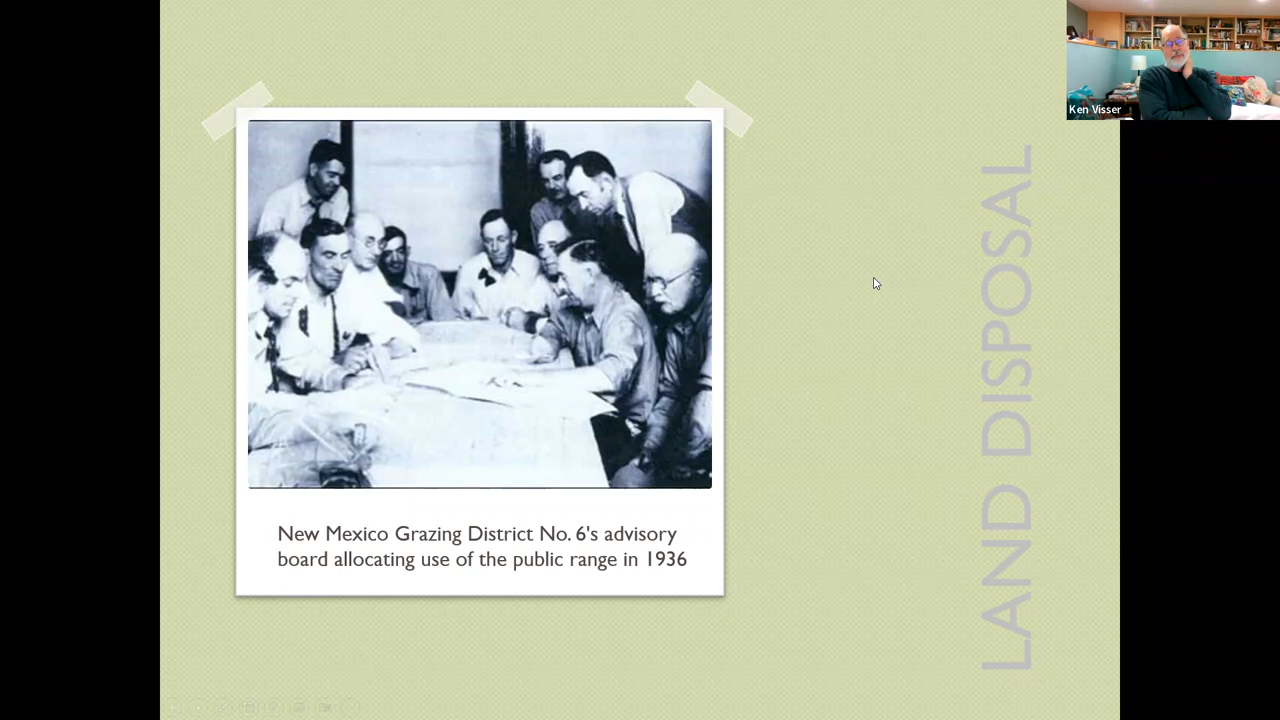 Ken Visser
LAND DISPOSAL
New Mexico Grazing District No. 6's advisory
board allocating use of the public range in 1936